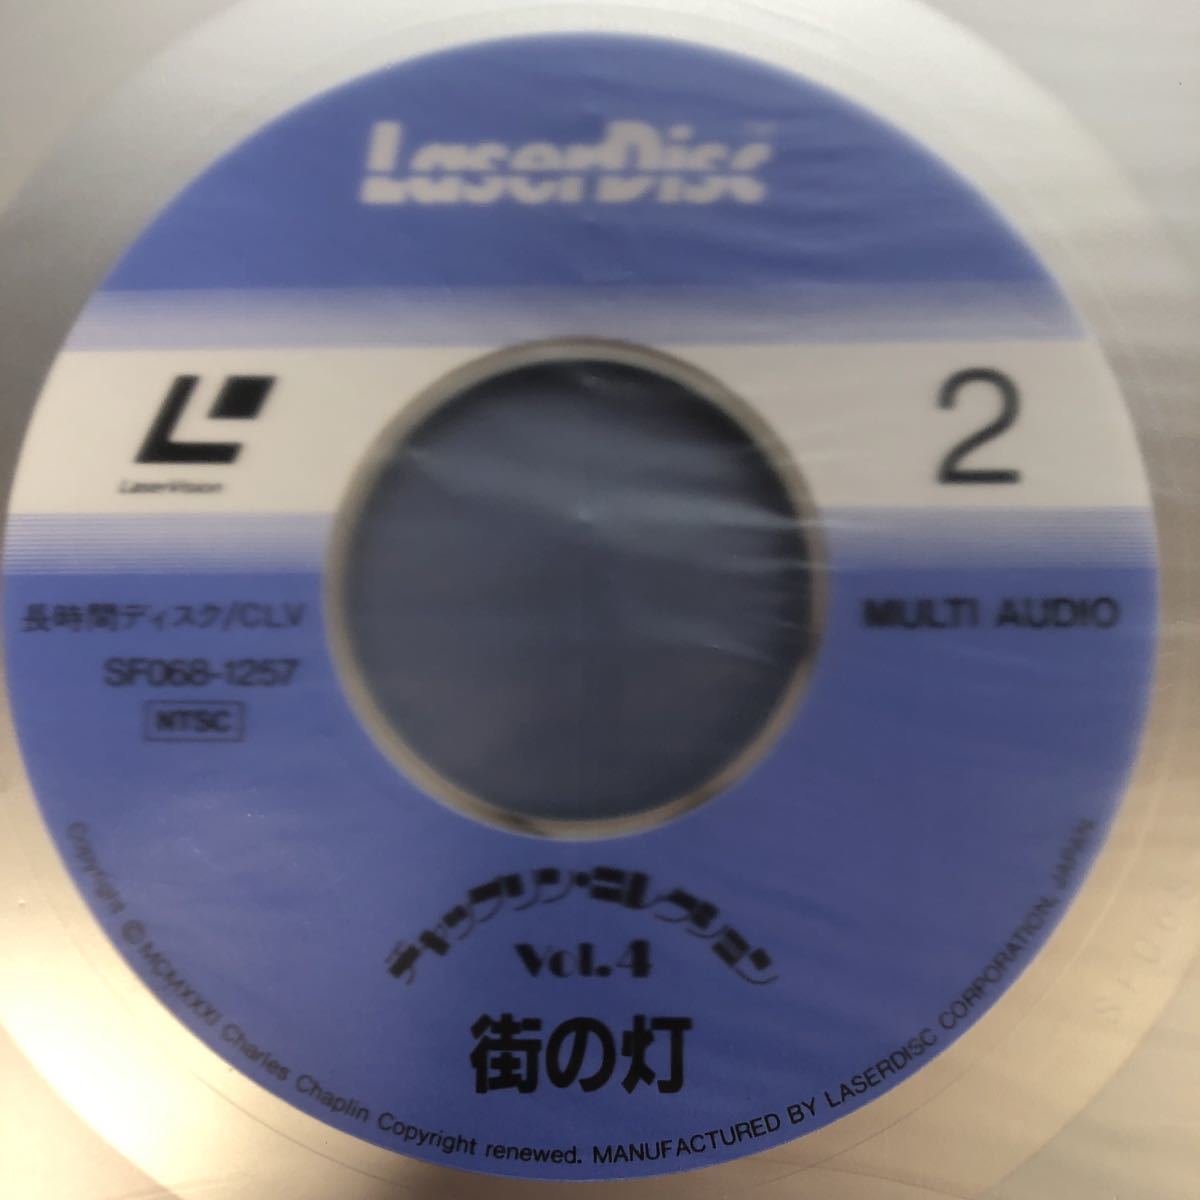 LaserDisc
LaserVision
2
長時間ディスク/CLV
SF068-1257
NTSC
MULTI AUDIO
チャップリン・コレクション
Vol.4
街の灯
Copyright © MCMXXXI Charles Chaplin Copyright renewed. MANUFACTURED BY LASERDISC CORPORATION, JAPAN